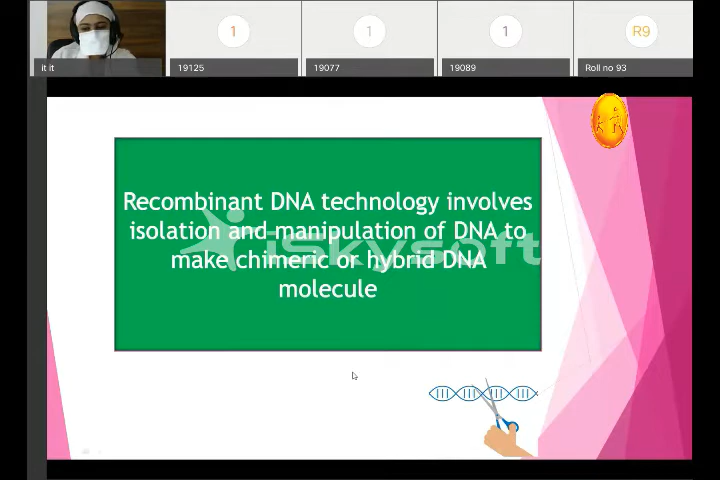 1
1
1
R9
it it
19125
19077
19089
Roll no 93
Recombinant DNA technology involves
isolation and manipulation of DNA to
make chimeric or hybrid DNA
molecule
iskysoft